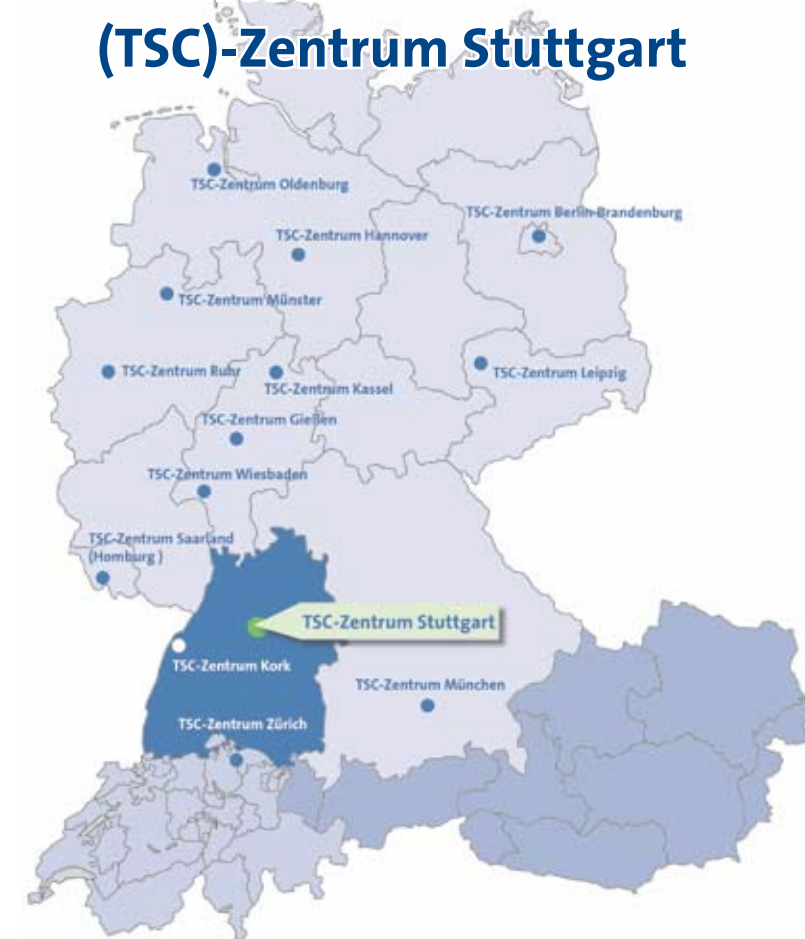 (TSC)-Zentrum Stuttgart
TSC-Zentrum Oldenburg
TSC-Zentrum Berlin-Brandenburg
TSC-Zentrum Hannover
TSC-Zentrum Münster
TSC-Zentrum Ruhr
TSC-Zentrum Leipzig
TSC-Zentrum Kassel
TSC-Zentrum Gießen
TSC-Zentrum Wiesbaden
TSC-Zentrum Saarland
(Homburg )
TSC-Zentrum Stuttgart
TSC-Zentrum Kork
TSC-Zentrum München
TSC-Zentrum Zürich